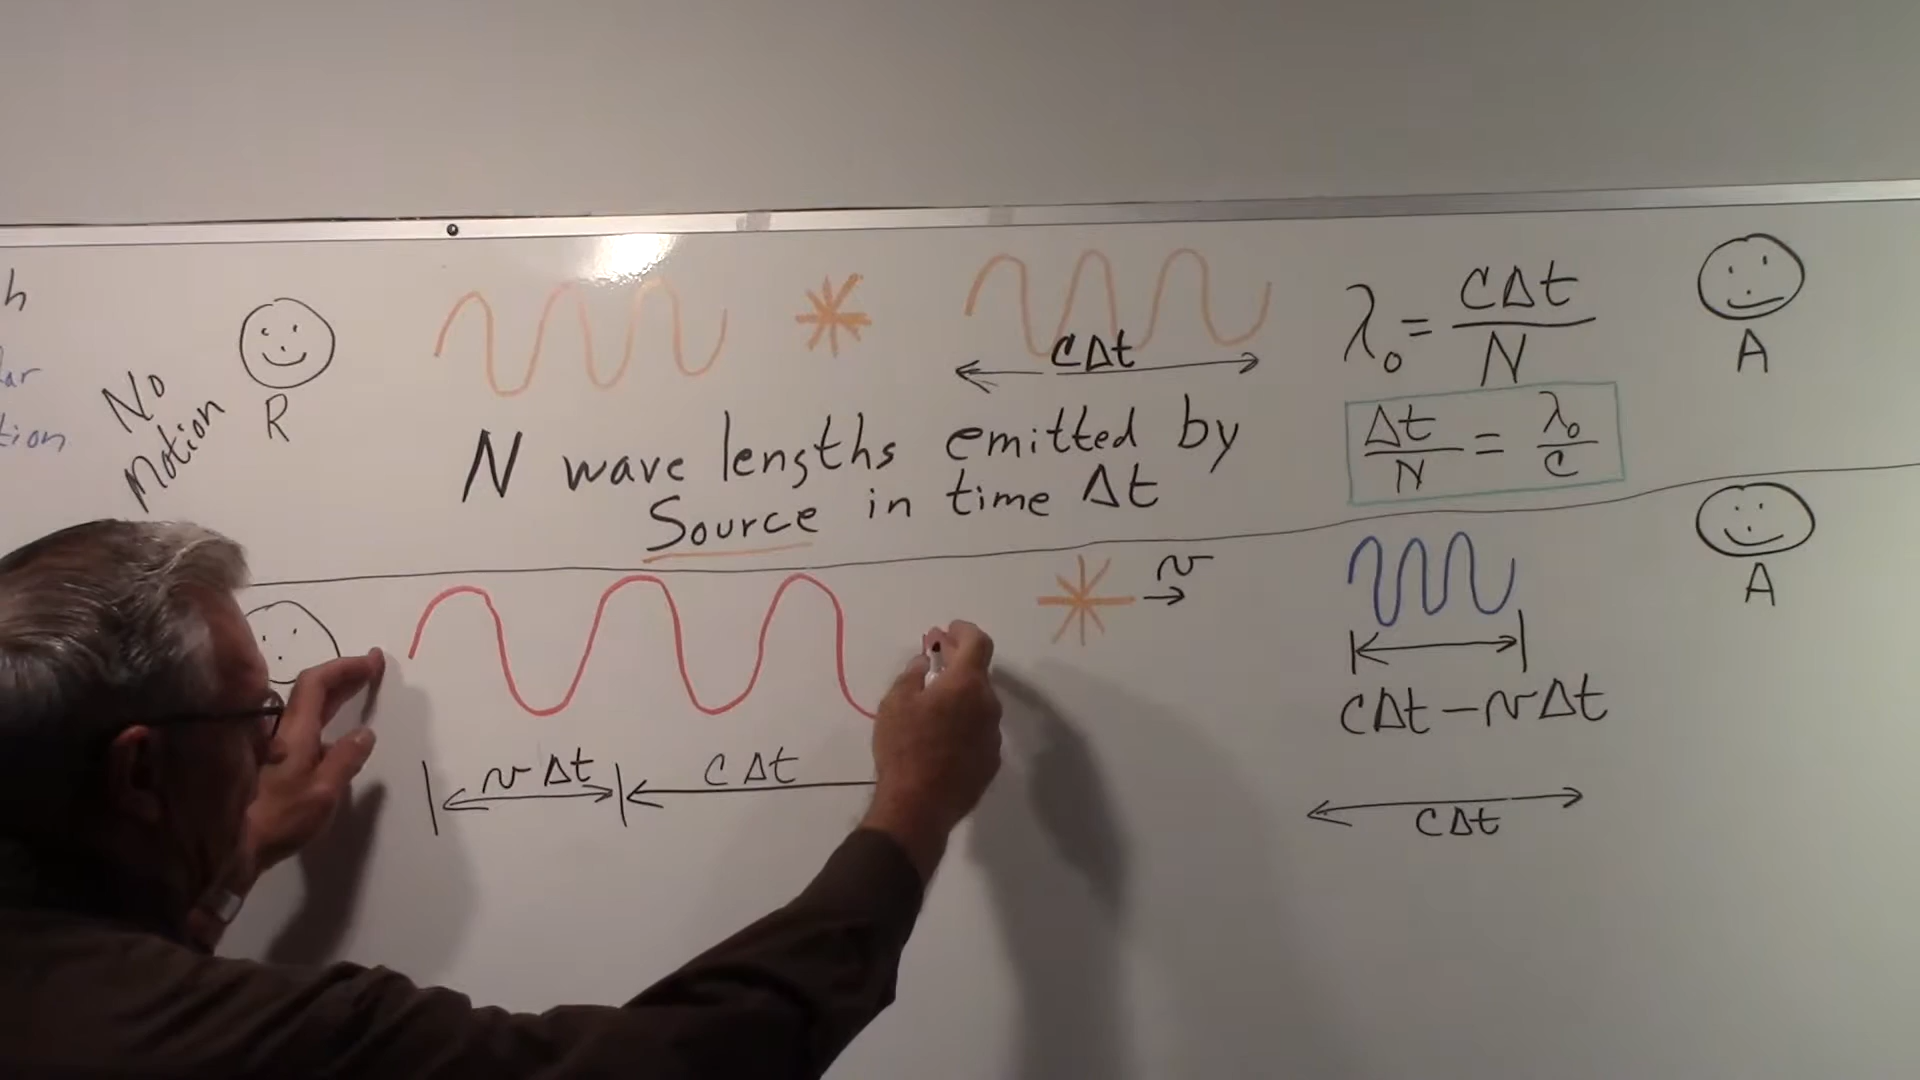 h
lar
tion
No
Motion
R
CΔt
λ₀ = CΔt / N
A
Δt / N = λ₀ / c
N wave lengths emitted by
Source in time Δt
v
A
CΔt − vΔt
vΔt
CΔt
CΔt